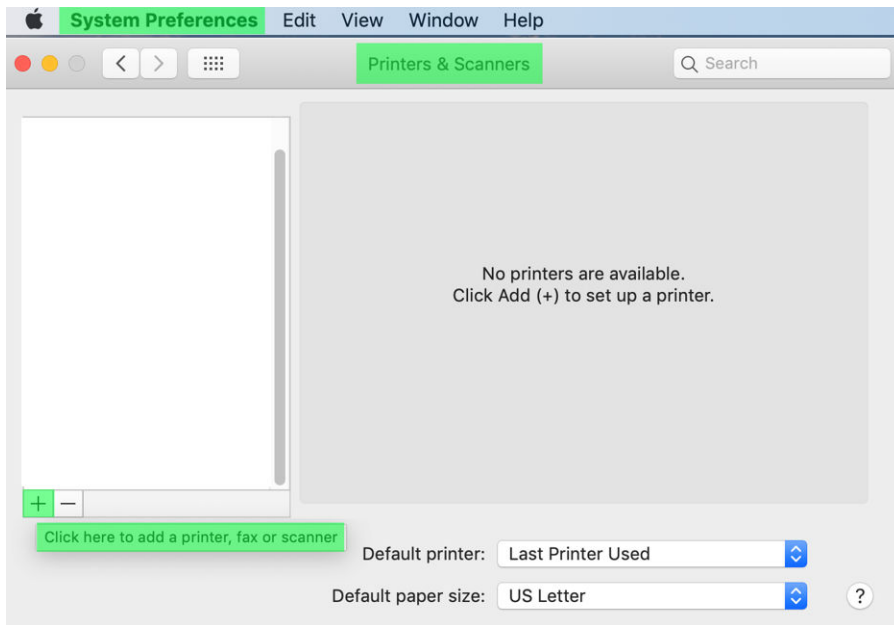 System Preferences Edit View Window Help
Printers & Scanners Search
No printers are available.
Click Add (+) to set up a printer.
+ −
Click here to add a printer, fax or scanner
Default printer: Last Printer Used
Default paper size: US Letter ?